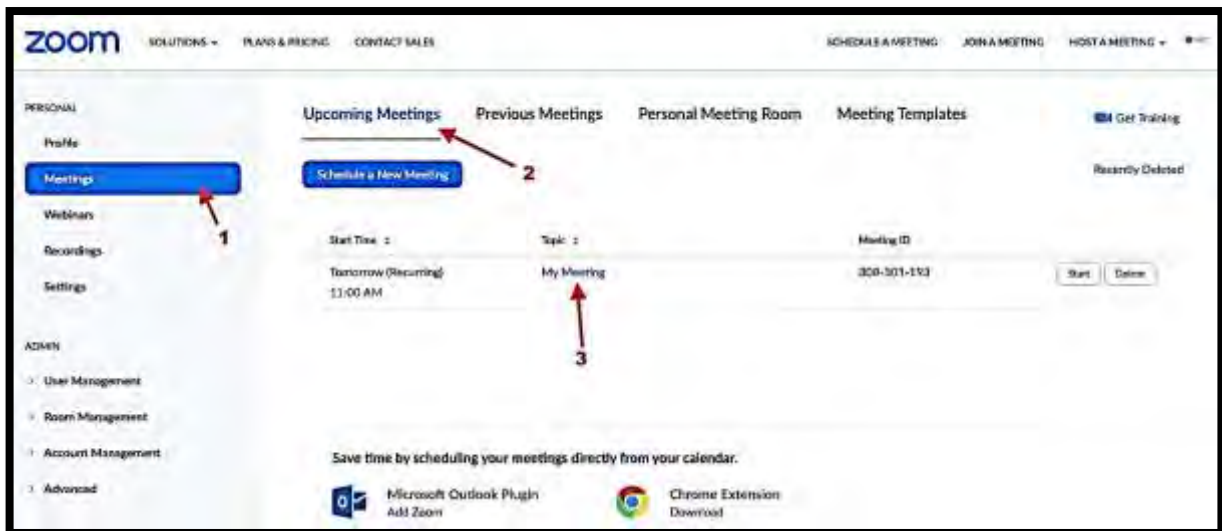 zoom SOLUTIONS PLANS & PRICING CONTACT SALES SCHEDULE A MEETING JOIN A MEETING HOST A MEETING
PERSONAL
Profile
Meetings
Webinars
Recordings
Settings
ADMIN
User Management
Room Management
Account Management
Advanced
Upcoming Meetings Previous Meetings Personal Meeting Room Meeting Templates Get Training
Schedule a New Meeting Recently Deleted
Start Time Topic Meeting ID
Tomorrow (Recurring) My Meeting Start Delete
11:00 AM
1
2
3
Save time by scheduling your meetings directly from your calendar.
Microsoft Outlook Plugin
Add Zoom
Chrome Extension
Download